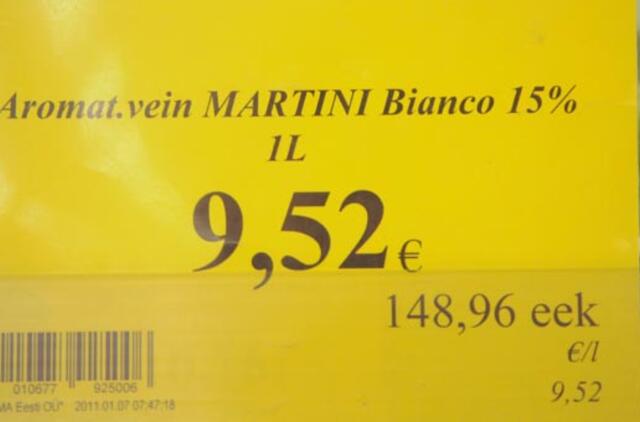 Aromat.vein MARTINI Bianco 15%
1L
9,52 €
148,96 eek
€/l
9,52
010677 925006
MA Eesti OÜ" 2011.01.07 07:47:18